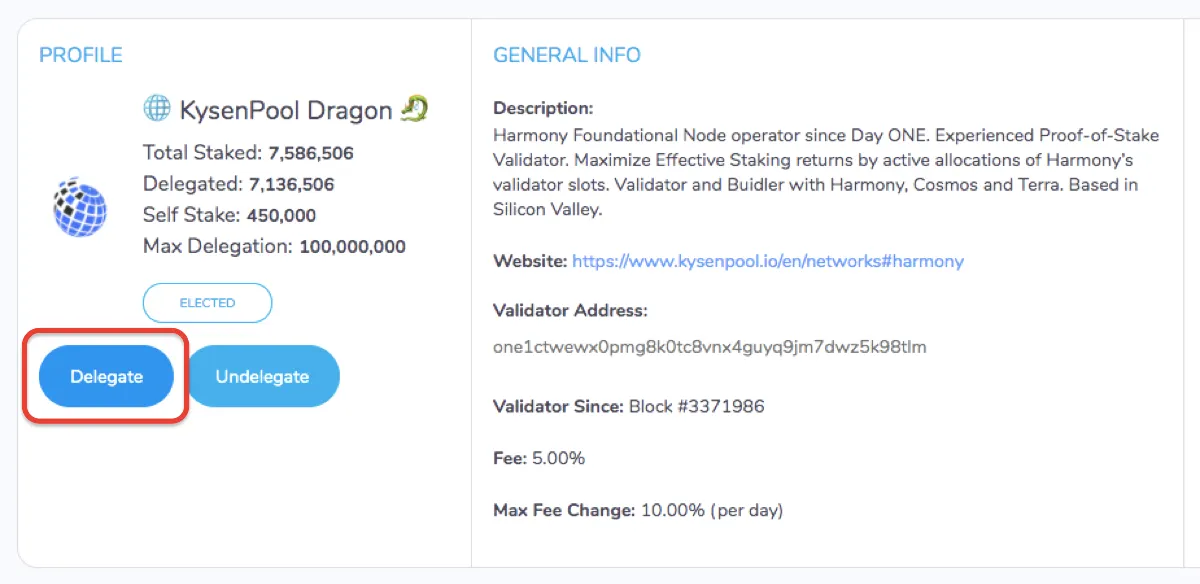 PROFILE
KysenPool Dragon
Total Staked: 7,586,506
Delegated: 7,136,506
Self Stake: 450,000
Max Delegation: 100,000,000
ELECTED
Delegate
Undelegate
GENERAL INFO
Description:
Harmony Foundational Node operator since Day ONE. Experienced Proof-of-Stake
Validator. Maximize Effective Staking returns by active allocations of Harmony’s
validator slots. Validator and Buidler with Harmony, Cosmos and Terra. Based in
Silicon Valley.
Website: https://www.kysenpool.io/en/networks#harmony
Validator Address:
one1ctwewx0pmg8k0tc8vnx4guyq9jm7dwz5k98tlm
Validator Since: Block #3371986
Fee: 5.00%
Max Fee Change: 10.00% (per day)